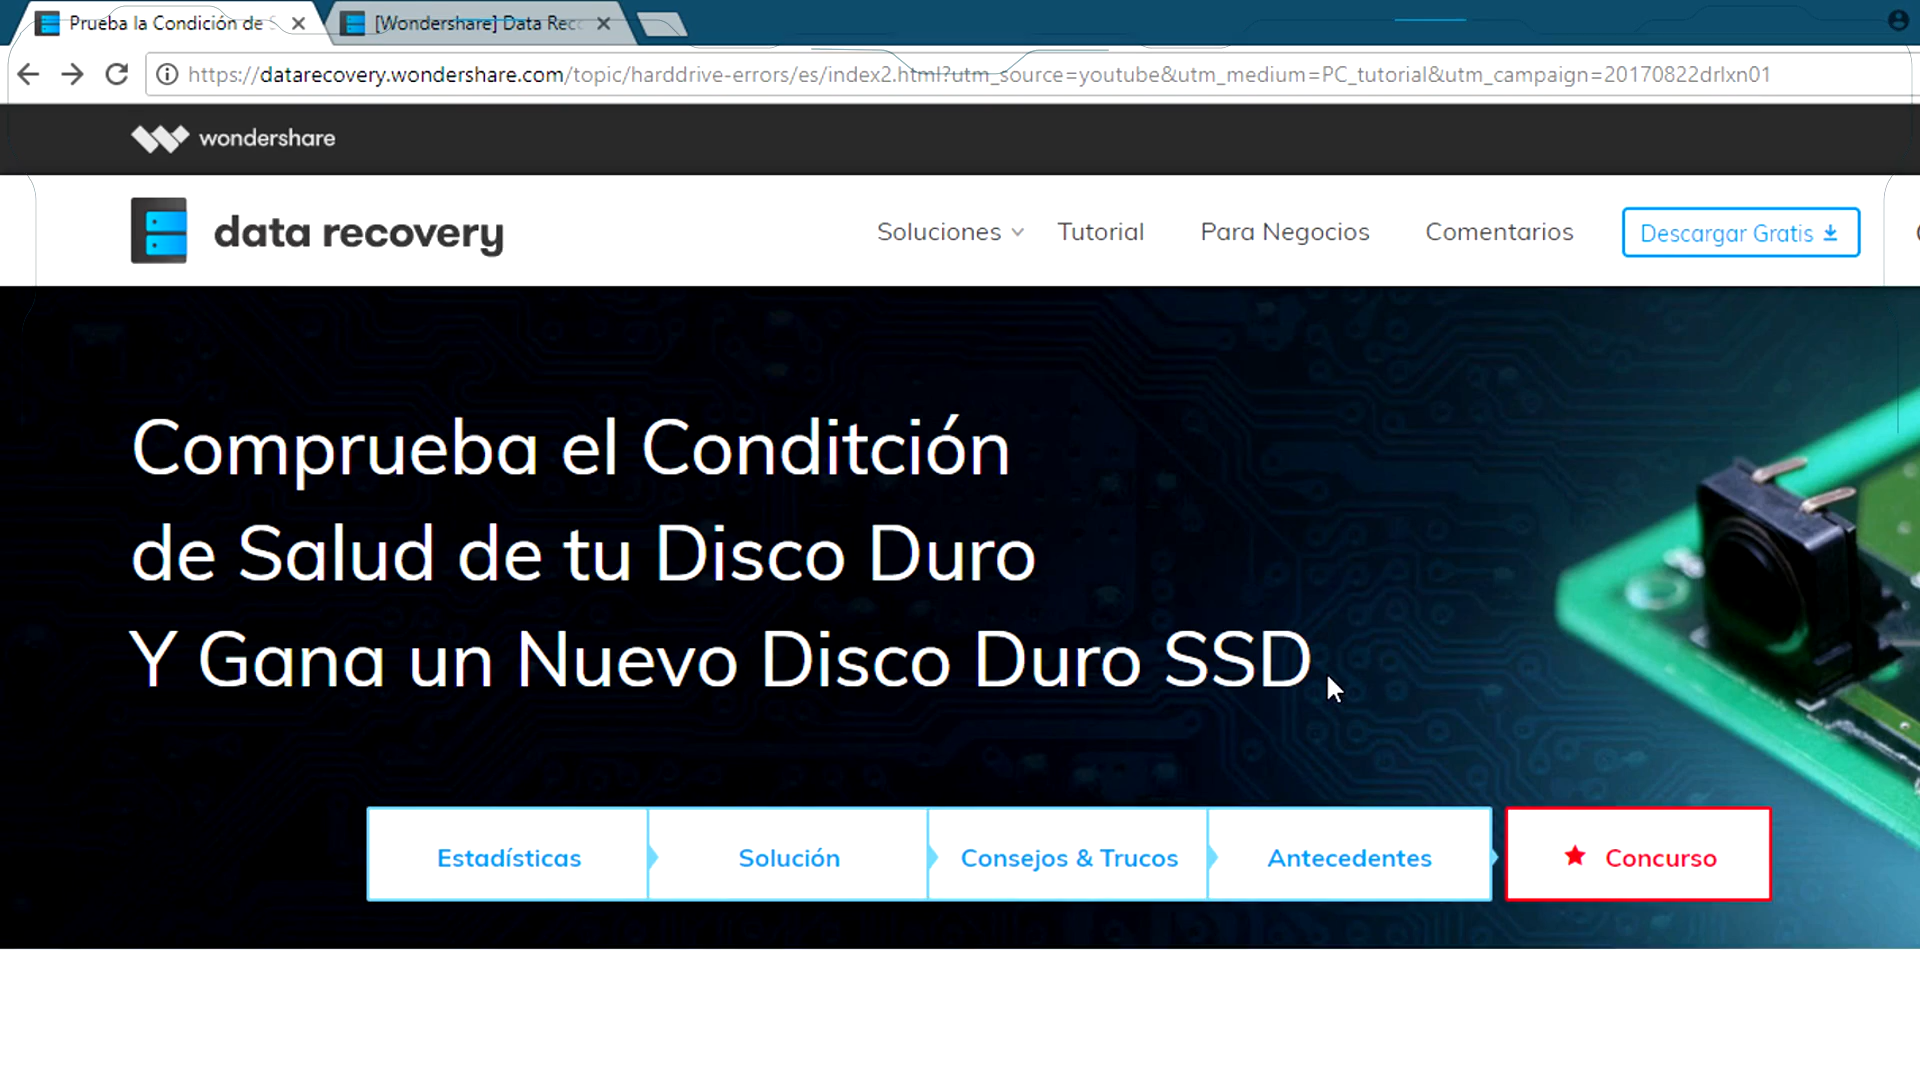 Prueba la Condición de
[Wondershare] Data Rec
https://datarecovery.wondershare.com/topic/harddrive-errors/es/index2.html?utm_source=youtube&utm_medium=PC_tutorial&utm_campaign=20170822drlxn01
wondershare
data recovery
Soluciones
Tutorial
Para Negocios
Comentarios
Descargar Gratis
Comprueba el Conditción
de Salud de tu Disco Duro
Y Gana un Nuevo Disco Duro SSD
Estadísticas
Solución
Consejos & Trucos
Antecedentes
Concurso